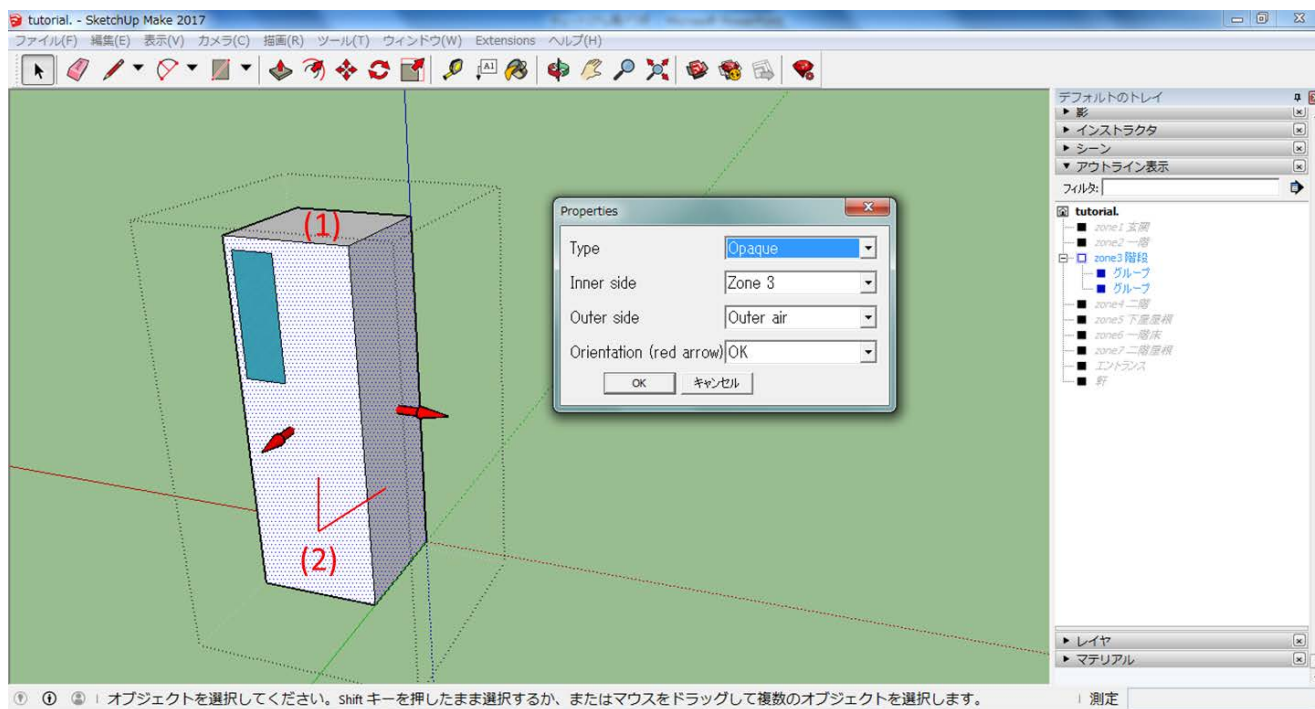 tutorial. - SketchUp Make 2017
ファイル(F) 編集(E) 表示(V) カメラ(C) 描画(R) ツール(T) ウィンドウ(W) Extensions ヘルプ(H)
A1
(1)
(2)
Properties
Type Opaque
Inner side Zone 3
Outer side Outer air
Orientation (red arrow) OK
OK キャンセル
デフォルトのトレイ
影
インストラクタ
シーン
アウトライン表示
フィルタ:
tutorial.
zone1 玄関
zone2 一階
zone3 階段
グループ
グループ
zone4 二階
zone5 下屋屋根
zone6 一階床
zone7 二階屋根
エントランス
軒
レイヤ
マテリアル
オブジェクトを選択してください。Shift キーを押したまま選択するか、またはマウスをドラッグして複数のオブジェクトを選択します。
測定